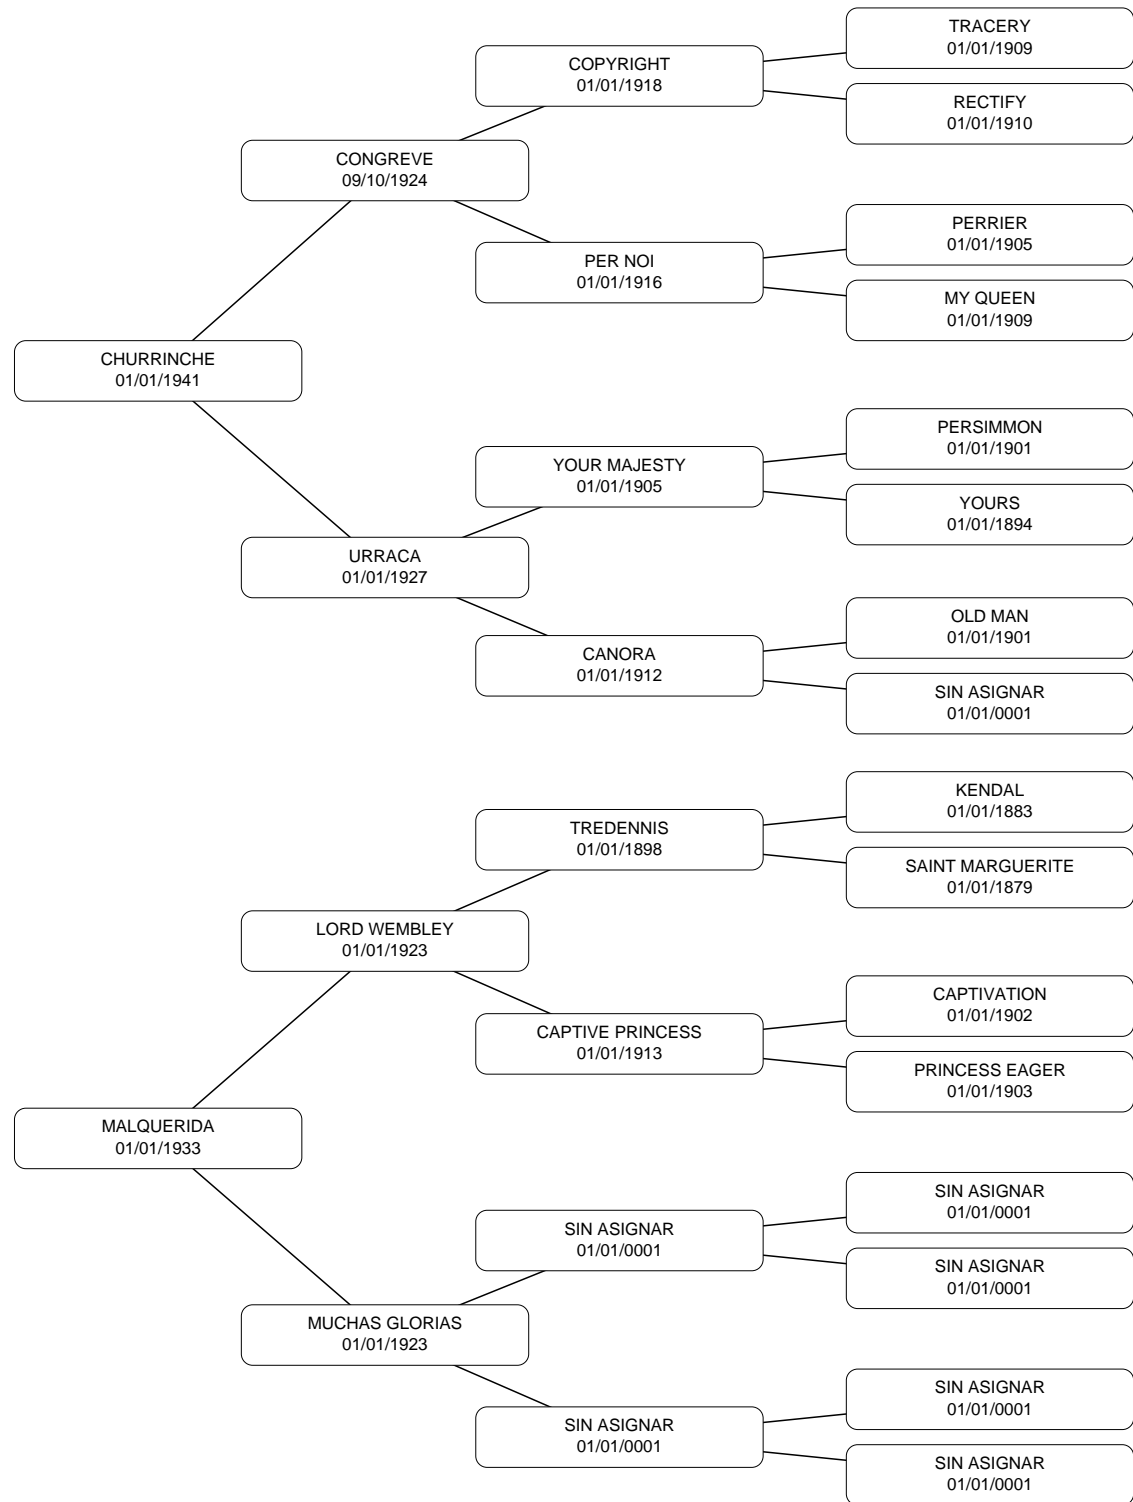 TRACERY
01/01/1909
COPYRIGHT
01/01/1918
RECTIFY
01/01/1910
CONGREVE
09/10/1924
PERRIER
01/01/1905
PER NOI
01/01/1916
MY QUEEN
01/01/1909
CHURRINCHE
01/01/1941
PERSIMMON
01/01/1901
YOUR MAJESTY
01/01/1905
YOURS
01/01/1894
URRACA
01/01/1927
OLD MAN
01/01/1901
CANORA
01/01/1912
SIN ASIGNAR
01/01/0001
KENDAL
01/01/1883
TREDENNIS
01/01/1898
SAINT MARGUERITE
01/01/1879
LORD WEMBLEY
01/01/1923
CAPTIVATION
01/01/1902
CAPTIVE PRINCESS
01/01/1913
PRINCESS EAGER
01/01/1903
MALQUERIDA
01/01/1933
SIN ASIGNAR
01/01/0001
SIN ASIGNAR
01/01/0001
SIN ASIGNAR
01/01/0001
MUCHAS GLORIAS
01/01/1923
SIN ASIGNAR
01/01/0001
SIN ASIGNAR
01/01/0001
SIN ASIGNAR
01/01/0001